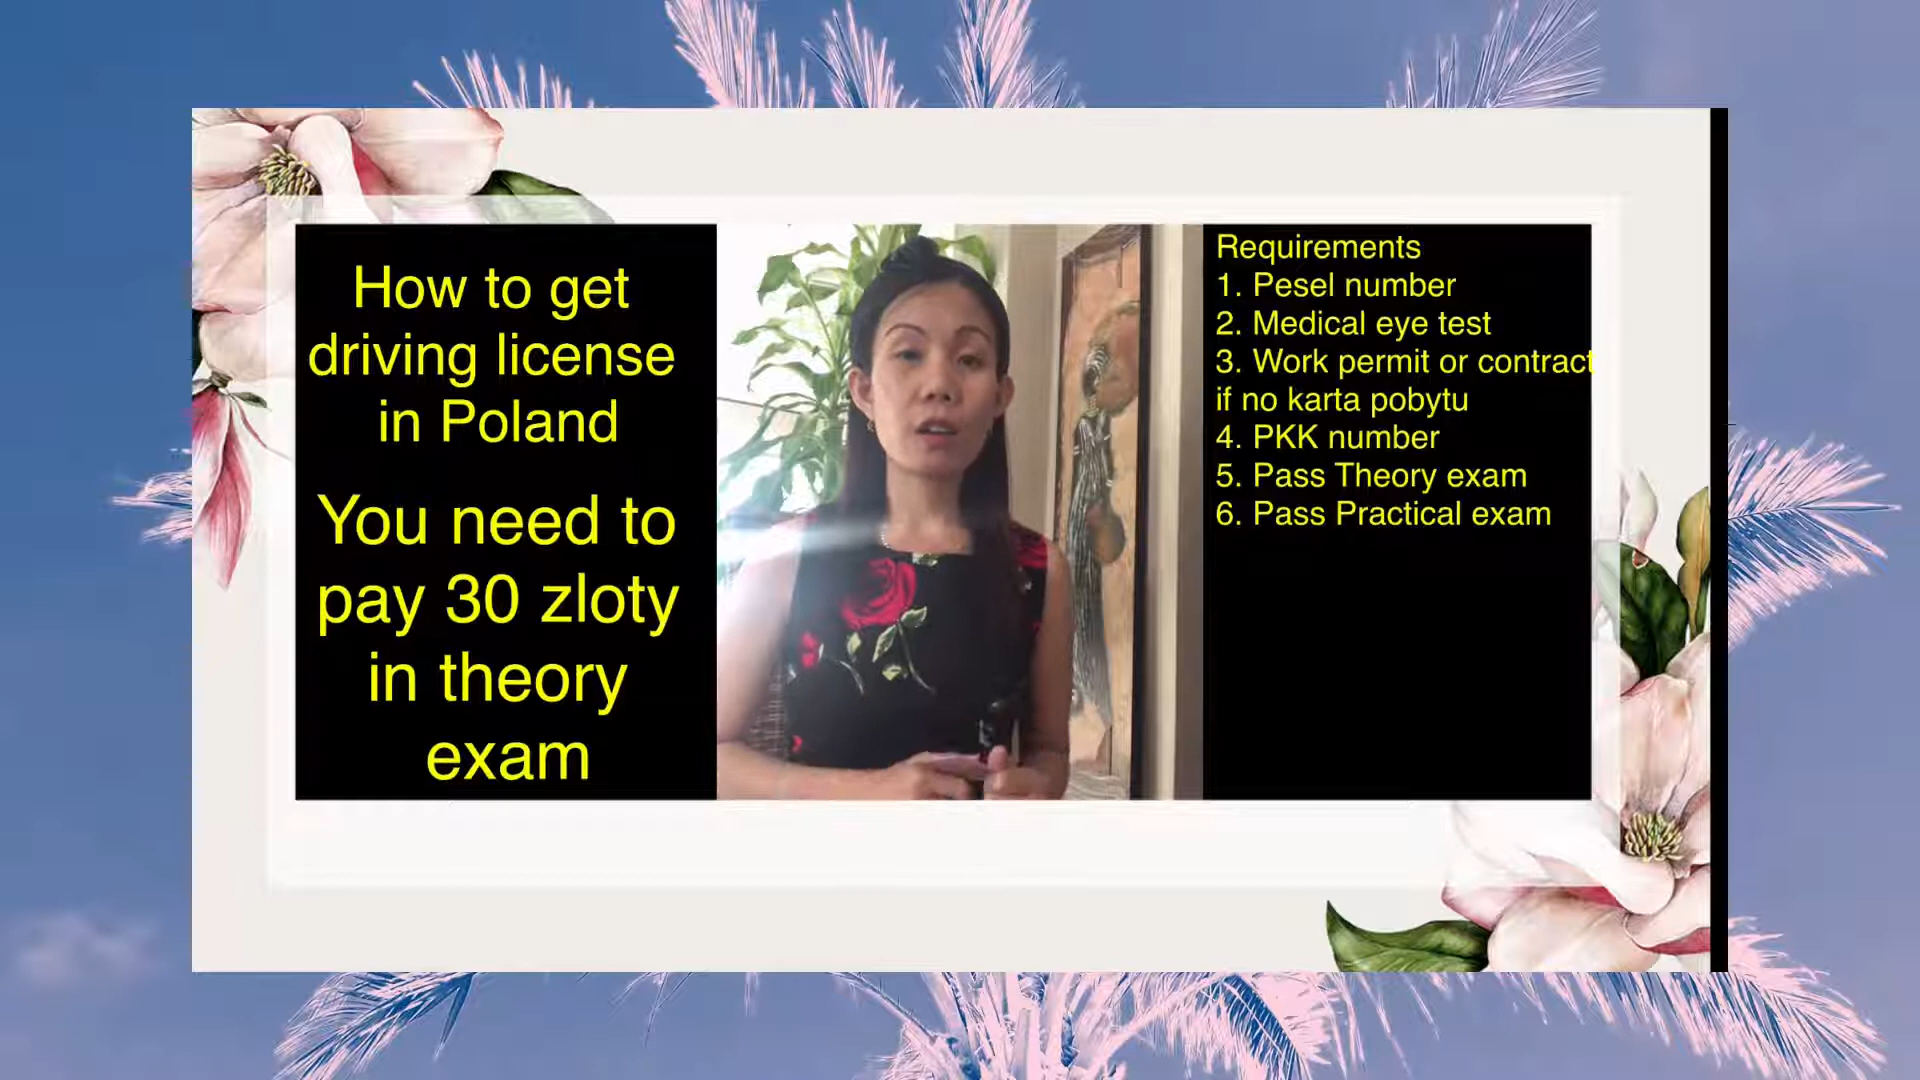 How to get
driving license
in Poland
You need to
pay 30 zloty
in theory
exam
Requirements
1. Pesel number
2. Medical eye test
3. Work permit or contract
if no karta pobytu
4. PKK number
5. Pass Theory exam
6. Pass Practical exam